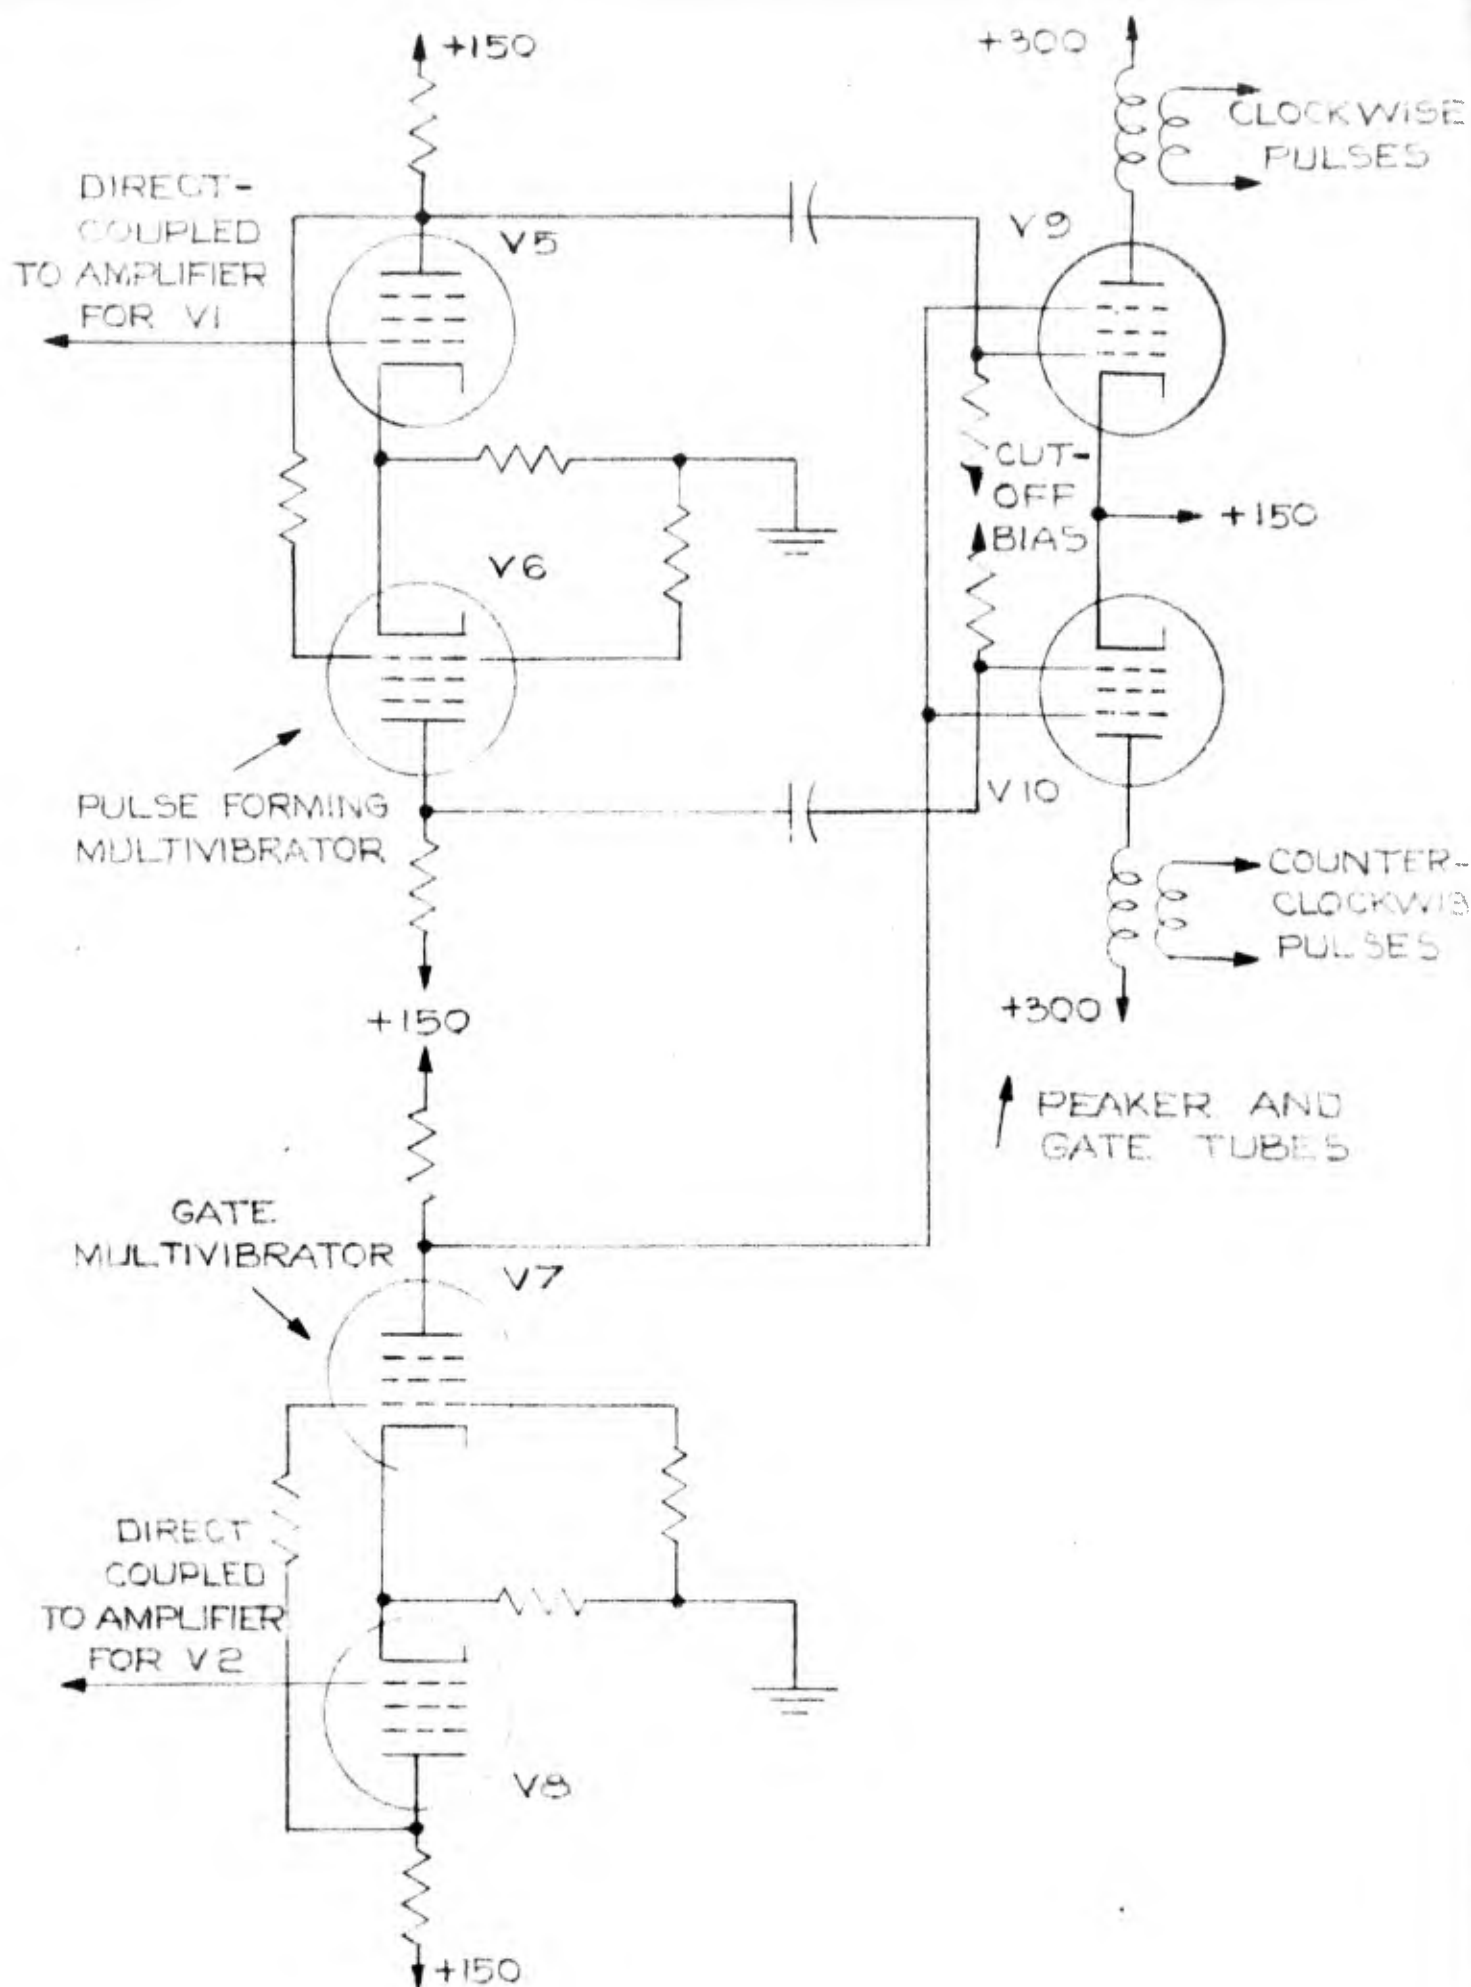 +150
+300
CLOCKWISE
PULSES
DIRECT-
COUPLED
TO AMPLIFIER
FOR V1
V5
V9
CUT-
OFF
BIAS
+150
V6
V10
PULSE FORMING
MULTIVIBRATOR
COUNTER-
CLOCKWIS
PULSES
+150
+300
PEAKER AND
GATE TUBES
GATE
MULTIVIBRATOR
V7
DIRECT
COUPLED
TO AMPLIFIER
FOR V2
V8
+150